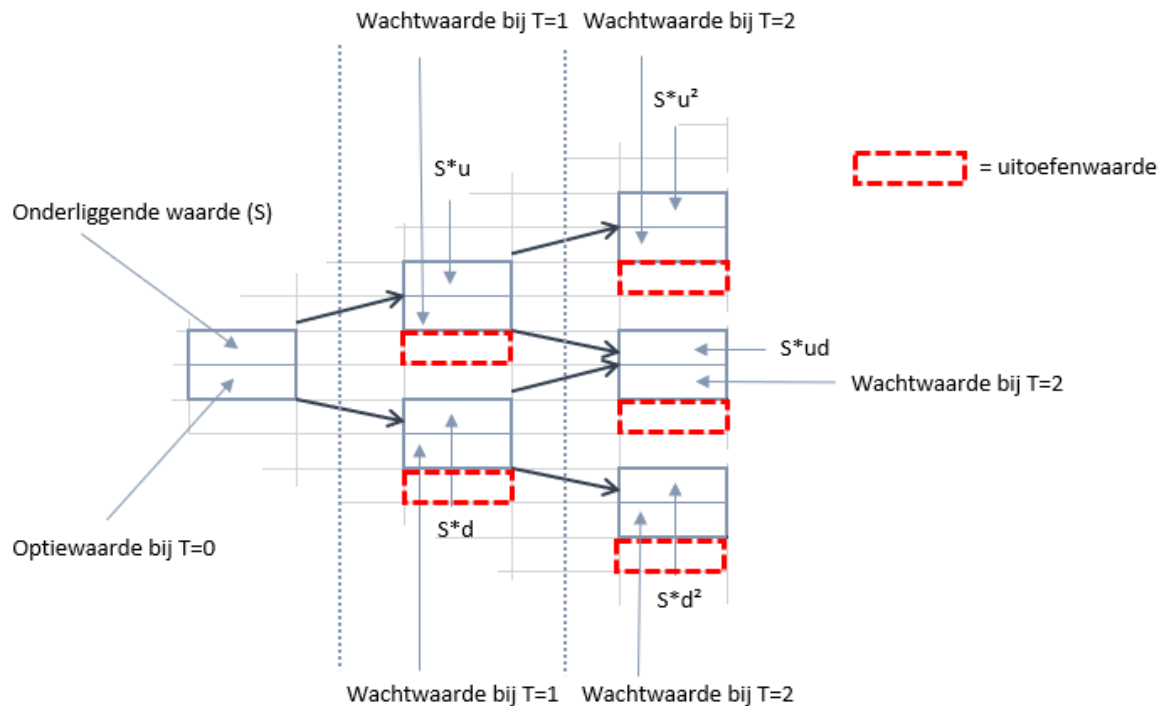 Wachtwaarde bij T=1
Wachtwaarde bij T=2
S*u²
S*u
= uitoefenwaarde
Onderliggende waarde (S)
S*ud
Wachtwaarde bij T=2
S*d
Optiewaarde bij T=0
S*d²
Wachtwaarde bij T=1
Wachtwaarde bij T=2